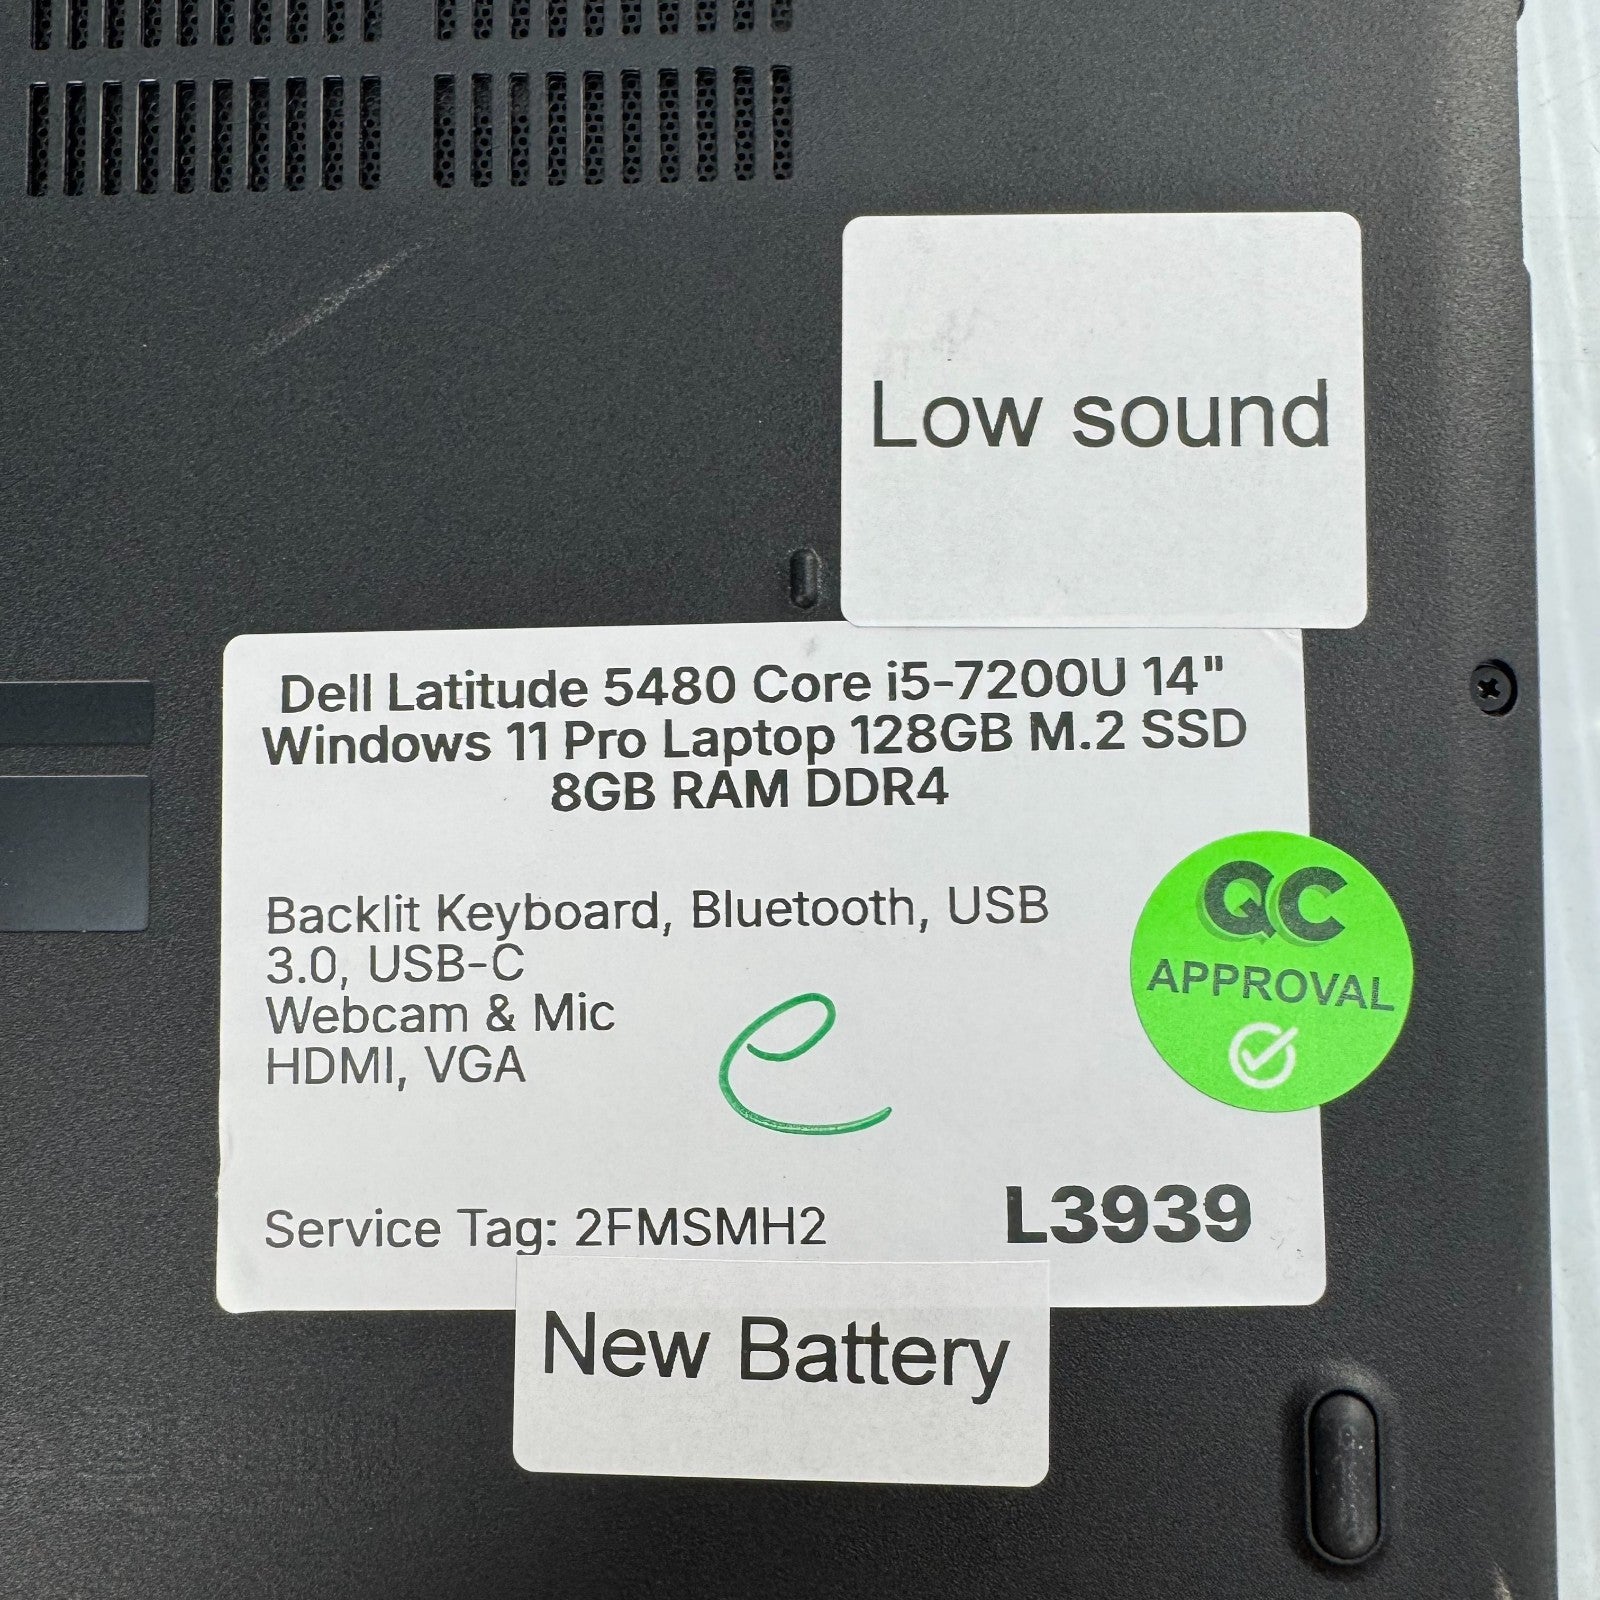 Low sound
Dell Latitude 5480 Core i5-7200U 14"
Windows 11 Pro Laptop 128GB M.2 SSD
8GB RAM DDR4
Backlit Keyboard, Bluetooth, USB
3.0, USB-C
Webcam & Mic
HDMI, VGA
QC
APPROVAL
e
Service Tag: 2FMSMH2
L3939
New Battery